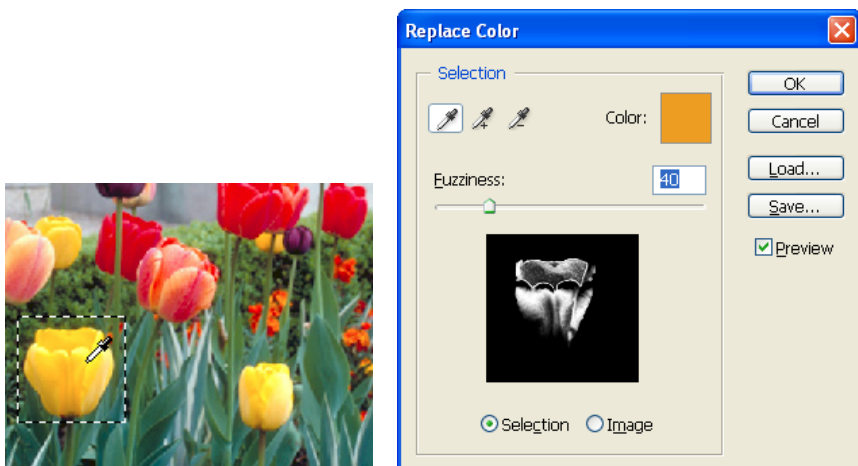 Replace Color
Selection
Color:
Fuzziness:
40
Selection
Image
OK
Cancel
Load...
Save...
Preview